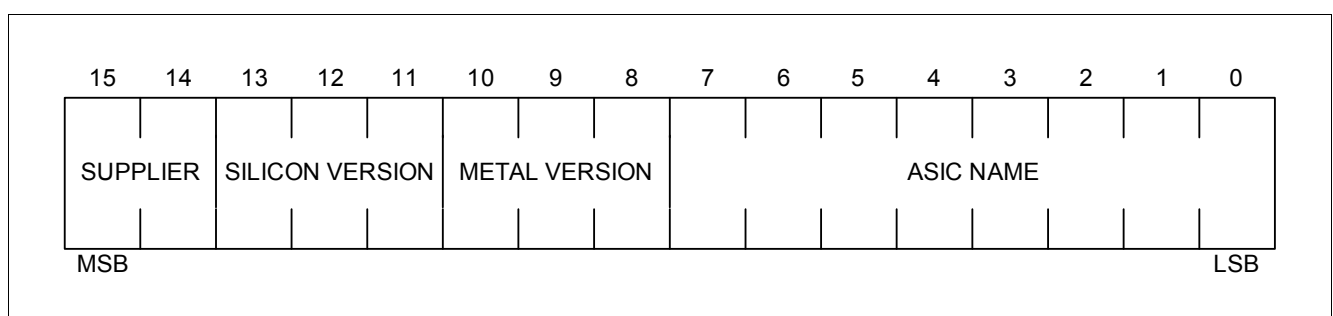 15 14 13 12 11 10 9 8 7 6 5 4 3 2 1 0
SUPPLIER SILICON VERSION METAL VERSION ASIC NAME
MSB LSB